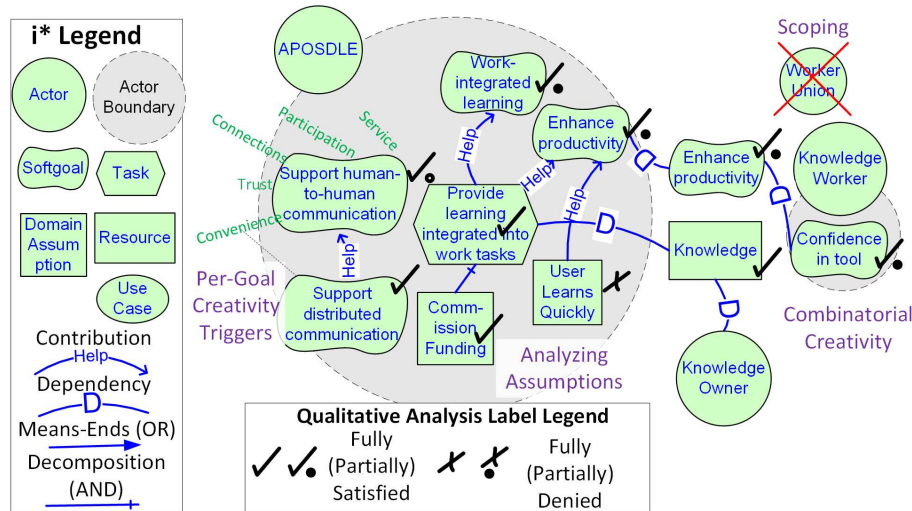 i* Legend
Actor
Actor
Boundary
Softgoal
Task
Domain
Assum
ption
Resource
Use
Case
Contribution
Help
Dependency
D
Means-Ends (OR)
Decomposition
(AND)
APOSDLE
Work-
integrated
learning
Service
Participation
Connections
Trust
Convenience
Support human-
to-human
communication
Help
Enhance
productivity
Help
Help
Provide
learning
integrated into
work tasks
D
Help
Support
distributed
communication
Per-Goal
Creativity
Triggers
Comm-
ission
Funding
User
Learns
Quickly
Analyzing
Assumptions
Scoping
Worker
Union
D
Enhance
productivity
Knowledge
Worker
D
Knowledge
Confidence
in tool
D
Combinatorial
Creativity
Knowledge
Owner
Qualitative Analysis Label Legend
Fully
(Partially)
Satisfied
Fully
(Partially)
Denied